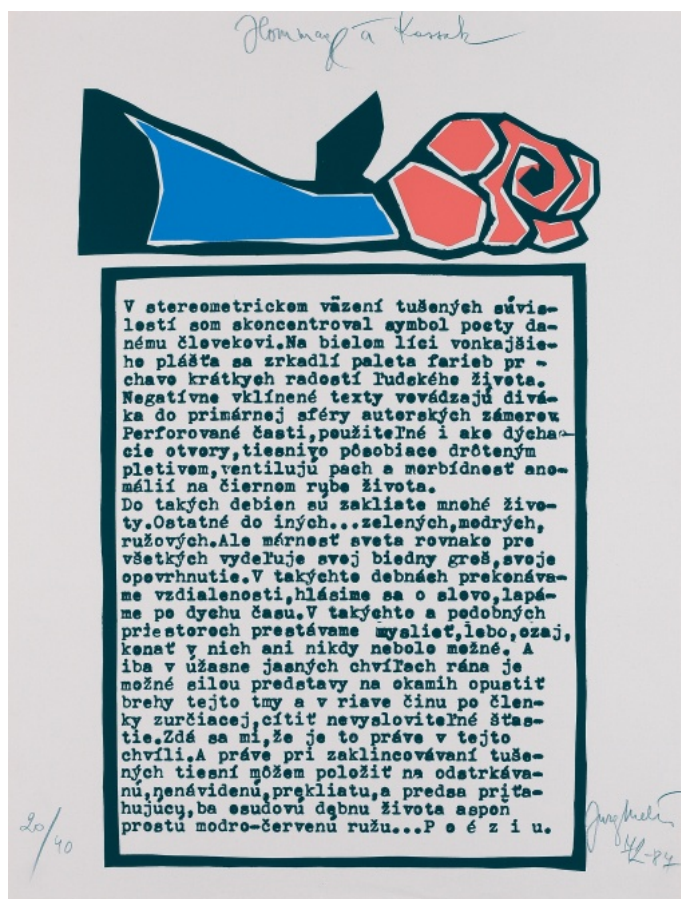 Hommage à Kassák
V stereometrickom väzení tušených súvis-
lostí som skoncentroval symbol pocty da-
nému človekovi.Na bielom líci vonkajšie-
ho plášťa sa zrkadlí paleta farieb pr -
chavo krátkych radostí ľudského života.
Negatívne vklínené texty vovádzajú divá-
ka do primárnej sféry autorských zámerov
Perforované časti,použiteľné i ako dýcha-
cie otvory,tiesnivo pôsobiace drôteným
pletivom,ventilujú pach a morbídnosť ano-
málií na čiernom rube života.
Do takých debien sú zakliate mnohé živo-
ty.Ostatné do iných...zelených,modrých,
ružových.Ale márnosť sveta rovnako pre
všetkých vydeľuje svoj biedny groš,svoje
opovrhnutie.V takýchto debnách prekonáva-
me vzdialenosti,hlásime sa o slovo,lapá-
me po dychu času.V takýchto a podobných
priestoroch prestávame myslieť,lebo,ozaj,
konať v nich ani nikdy nebolo možné. A
iba v úžasne jasných chvíľach rána je
možné silou predstavy na okamih opustiť
brehy tejto tmy a v riave činu po člen-
ky zurčiacej,cítiť nevysloviteľné šťas-
tie.Zdá sa mi,že je to práve v tejto
chvíli.A práve pri zaklincovávaní tuše-
ných tiesní môžem položiť na odstrkáva-
nú,nenávidenú,prekliatu,a predsa priťa-
hujúcu,ba osudovú debnu života aspoň
prostú modro-červenú ružu...P o é z i u.
20/40
72-87